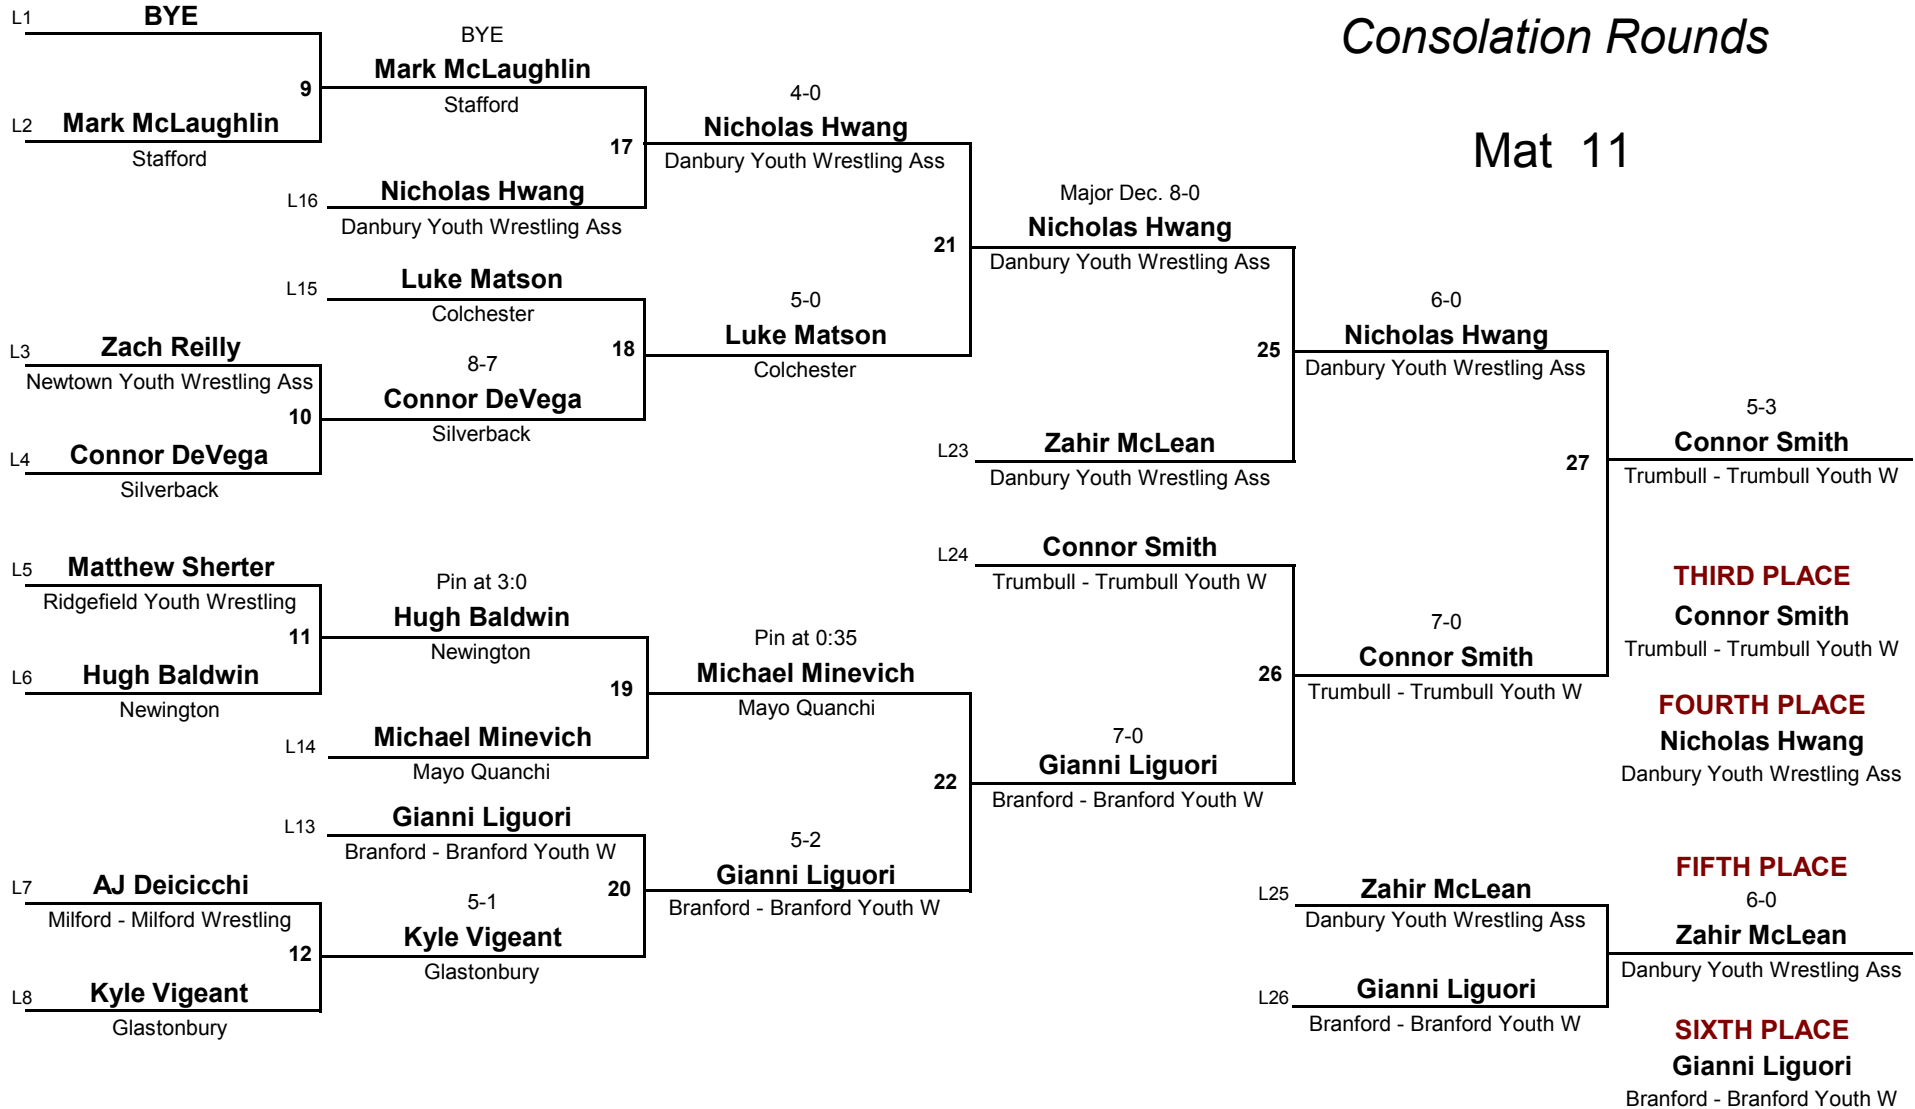 Consolation Rounds
Mat 11
L1 BYE
9
L2 Mark McLaughlin
Stafford
BYE
Mark McLaughlin
Stafford
17
L16 Nicholas Hwang
Danbury Youth Wrestling Ass
4-0
Nicholas Hwang
Danbury Youth Wrestling Ass
21
L15 Luke Matson
Colchester
18
L3 Zach Reilly
Newtown Youth Wrestling Ass
10
L4 Connor DeVega
Silverback
8-7
Connor DeVega
Silverback
5-0
Luke Matson
Colchester
Major Dec. 8-0
Nicholas Hwang
Danbury Youth Wrestling Ass
25
L23 Zahir McLean
Danbury Youth Wrestling Ass
6-0
Nicholas Hwang
Danbury Youth Wrestling Ass
27
5-3
Connor Smith
Trumbull - Trumbull Youth W
L5 Matthew Sherter
Ridgefield Youth Wrestling
11
L6 Hugh Baldwin
Newington
Pin at 3:0
Hugh Baldwin
Newington
19
L14 Michael Minevich
Mayo Quanchi
Pin at 0:35
Michael Minevich
Mayo Quanchi
22
L13 Gianni Liguori
Branford - Branford Youth W
20
L7 AJ Deicicchi
Milford - Milford Wrestling
12
L8 Kyle Vigeant
Glastonbury
5-1
Kyle Vigeant
Glastonbury
5-2
Gianni Liguori
Branford - Branford Youth W
L24 Connor Smith
Trumbull - Trumbull Youth W
26
7-0
Gianni Liguori
Branford - Branford Youth W
7-0
Connor Smith
Trumbull - Trumbull Youth W
THIRD PLACE
Connor Smith
Trumbull - Trumbull Youth W
FOURTH PLACE
Nicholas Hwang
Danbury Youth Wrestling Ass
L25 Zahir McLean
Danbury Youth Wrestling Ass
L26 Gianni Liguori
Branford - Branford Youth W
FIFTH PLACE
6-0
Zahir McLean
Danbury Youth Wrestling Ass
SIXTH PLACE
Gianni Liguori
Branford - Branford Youth W